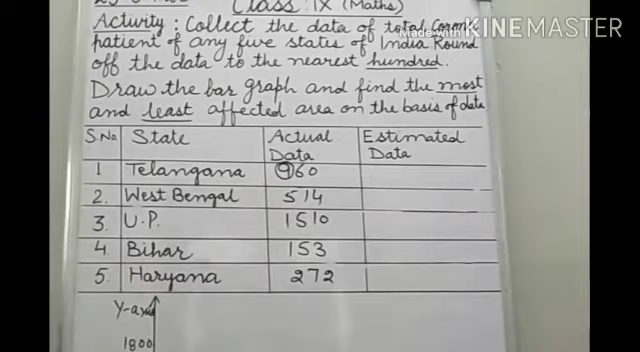 Class : IX (Maths)
Made with KINEMASTER
Activity : Collect the data of total
patient of any five states of India Round
off the data to the nearest hundred.
Draw the bar graph and find the most
and least affected area on the basis of data
S.No State Actual Data Estimated Data
1 Telangana 960
2. West Bengal 514
3. U.P. 1510
4. Bihar 153
5. Haryana 272
Y-axis
1800